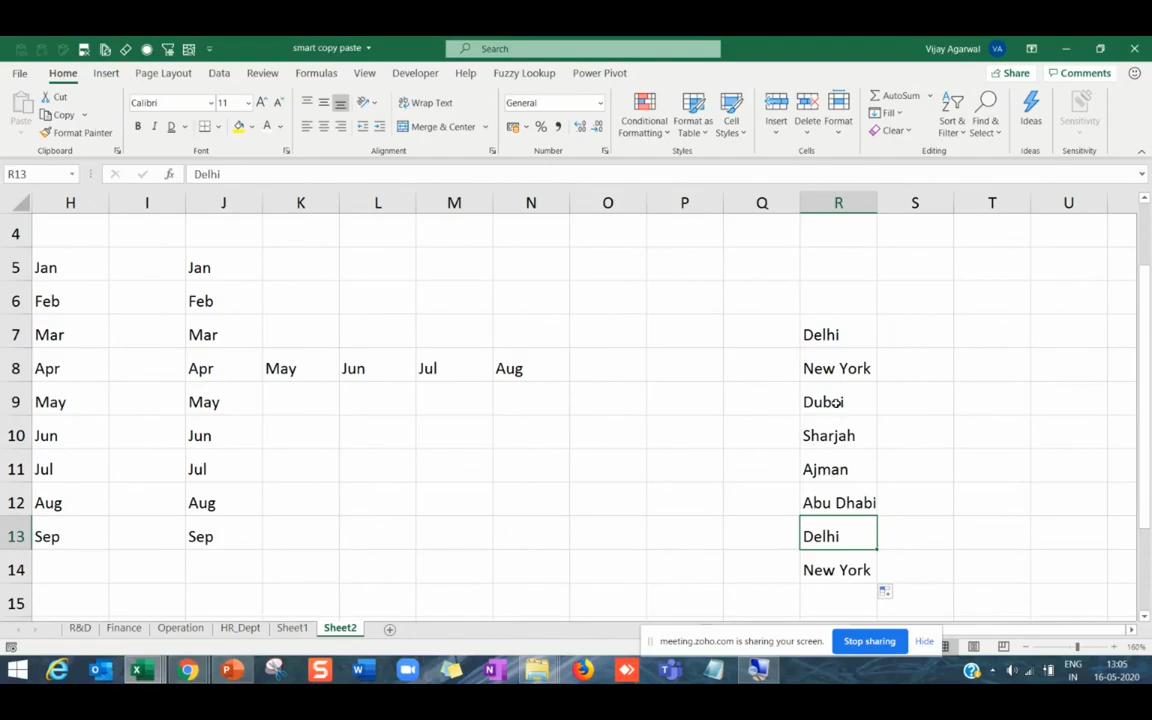 smart copy paste
Search
Vijay Agarwal VA
File Home Insert Page Layout Data Formulas Review View Developer Help Fuzzy Lookup Power Pivot Share Comments
Paste
Cut
Copy
Format Painter
Clipboard
Calibri 11
B I D A
Font
Wrap Text
Merge & Center
Alignment
General
%
Number
Conditional Formatting
Format as Table
Cell Styles
Styles
Insert Delete Format
Cells
AutoSum
Fill
Clear
Sort & Filter
Find & Select
Editing
Ideas
Ideas
Sensitivity
Sensitivity
R13 fx Delhi
H I J K L M N O P Q R S T U
4
5 Jan Jan
6 Feb Feb
7 Mar Mar Delhi
8 Apr Apr May Jun Jul Aug New York
9 May May Dubai
10 Jun Jun Sharjah
11 Jul Jul Ajman
12 Aug Aug Abu Dhabi
13 Sep Sep Delhi
14 New York
15
R&D Finance Operation HR_Dept Sheet1 Sheet2
meeting.zoho.com is sharing your screen. Stop sharing Hide
160%
ENG 13:05
IN 16-05-2020